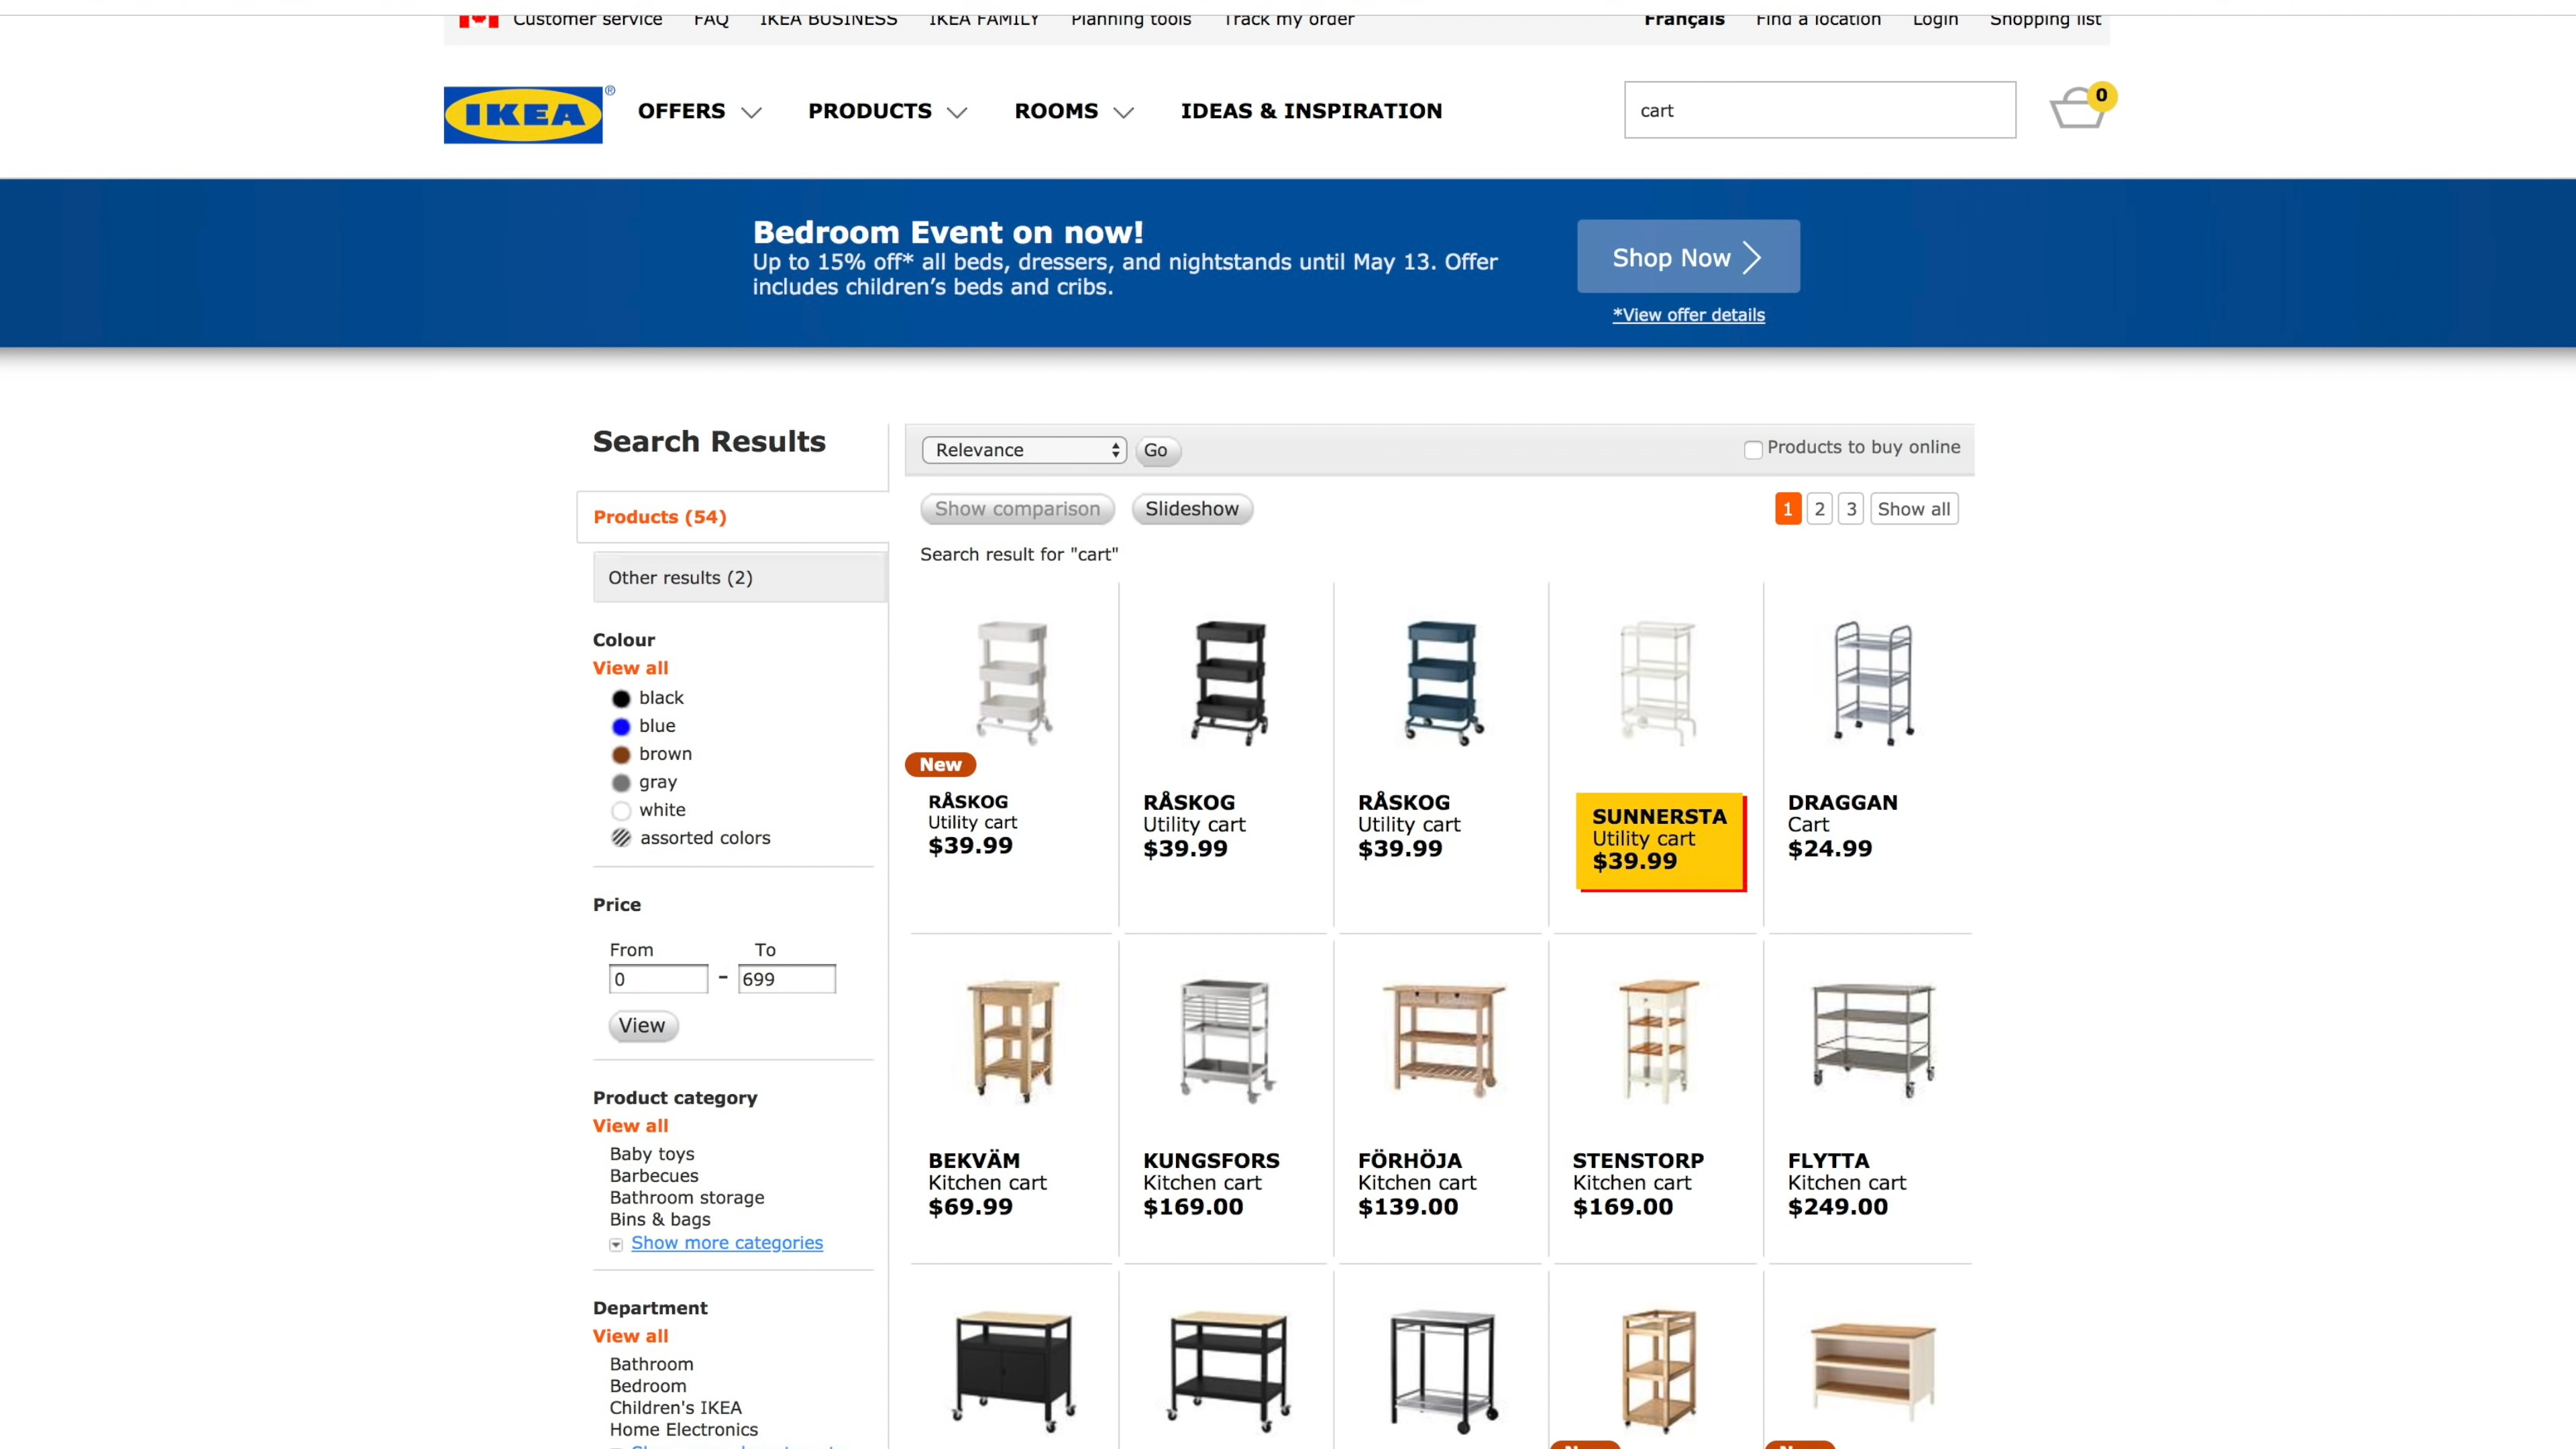 Customer service FAQ IKEA BUSINESS IKEA FAMILY Planning tools Track my order Français Find a location Login Shopping list
IKEA ® OFFERS PRODUCTS ROOMS IDEAS & INSPIRATION cart 0
Bedroom Event on now!
Up to 15% off* all beds, dressers, and nightstands until May 13. Offer
includes children’s beds and cribs.
Shop Now
*View offer details
Search Results
Products (54)
Other results (2)
Colour
View all
black
blue
brown
gray
white
assorted colors
Price
From To
0 - 699
View
Product category
View all
Baby toys
Barbecues
Bathroom storage
Bins & bags
Show more categories
Department
View all
Bathroom
Bedroom
Children's IKEA
Home Electronics
Relevance Go Products to buy online
Show comparison Slideshow 1 2 3 Show all
Search result for "cart"
New
RÅSKOG
Utility cart
$39.99
RÅSKOG
Utility cart
$39.99
RÅSKOG
Utility cart
$39.99
SUNNERSTA
Utility cart
$39.99
DRAGGAN
Cart
$24.99
BEKVÄM
Kitchen cart
$69.99
KUNGSFORS
Kitchen cart
$169.00
FÖRHÖJA
Kitchen cart
$139.00
STENSTORP
Kitchen cart
$169.00
FLYTTA
Kitchen cart
$249.00